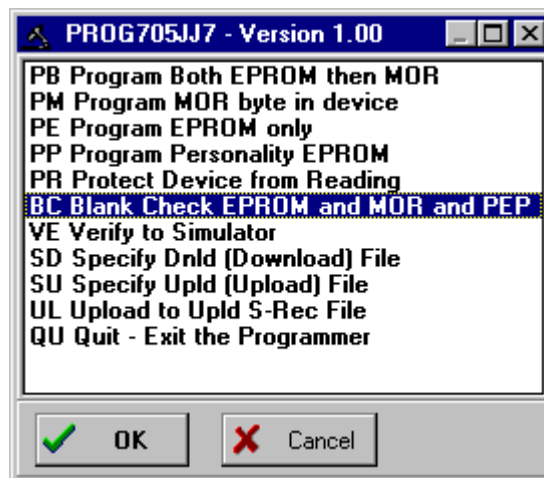 PROG705JJ7 - Version 1.00
PB Program Both EPROM then MOR
PM Program MOR byte in device
PE Program EPROM only
PP Program Personality EPROM
PR Protect Device from Reading
BC Blank Check EPROM and MOR and PEP
VE Verify to Simulator
SD Specify Dnld (Download) File
SU Specify Upld (Upload) File
UL Upload to Upld S-Rec File
QU Quit - Exit the Programmer
OK Cancel